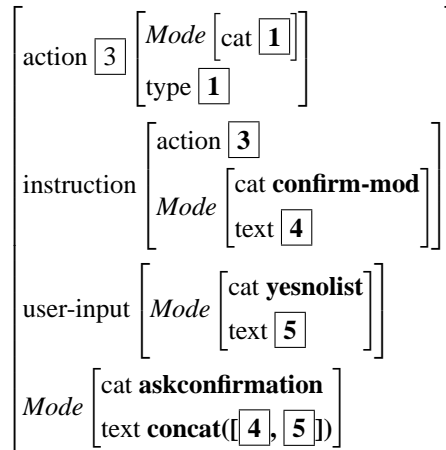 action 3 Mode cat 1
type 1
instruction action 3
Mode cat confirm-mod
text 4
user-input Mode cat yesnolist
text 5
Mode cat askconfirmation
text concat([ 4 , 5 ])